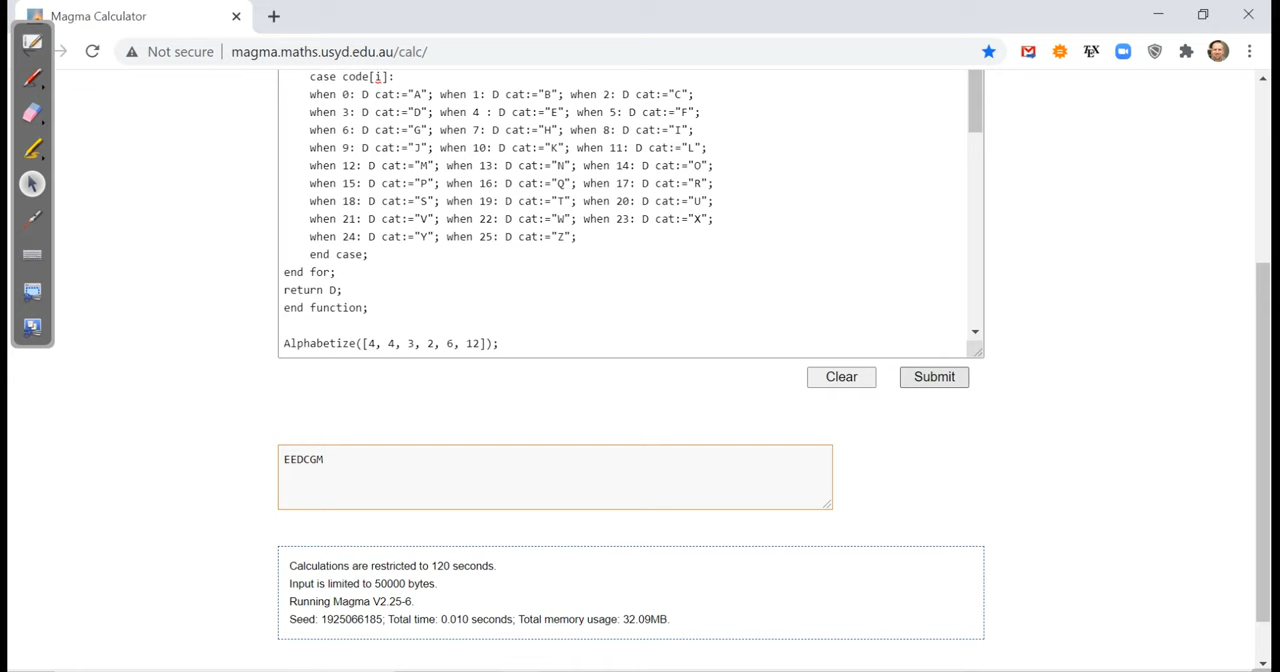 Magma Calculator
Not secure magma.maths.usyd.edu.au/calc/
case code[i]:
when 0: D cat:="A"; when 1: D cat:="B"; when 2: D cat:="C";
when 3: D cat:="D"; when 4 : D cat:="E"; when 5: D cat:="F";
when 6: D cat:="G"; when 7: D cat:="H"; when 8: D cat:="I";
when 9: D cat:="J"; when 10: D cat:="K"; when 11: D cat:="L";
when 12: D cat:="M"; when 13: D cat:="N"; when 14: D cat:="O";
when 15: D cat:="P"; when 16: D cat:="Q"; when 17: D cat:="R";
when 18: D cat:="S"; when 19: D cat:="T"; when 20: D cat:="U";
when 21: D cat:="V"; when 22: D cat:="W"; when 23: D cat:="X";
when 24: D cat:="Y"; when 25: D cat:="Z";
end case;
end for;
return D;
end function;
Alphabetize([4, 4, 3, 2, 6, 12]);
Clear Submit
EEDCGM
Calculations are restricted to 120 seconds.
Input is limited to 50000 bytes.
Running Magma V2.25-6.
Seed: 1925066185; Total time: 0.010 seconds; Total memory usage: 32.09MB.